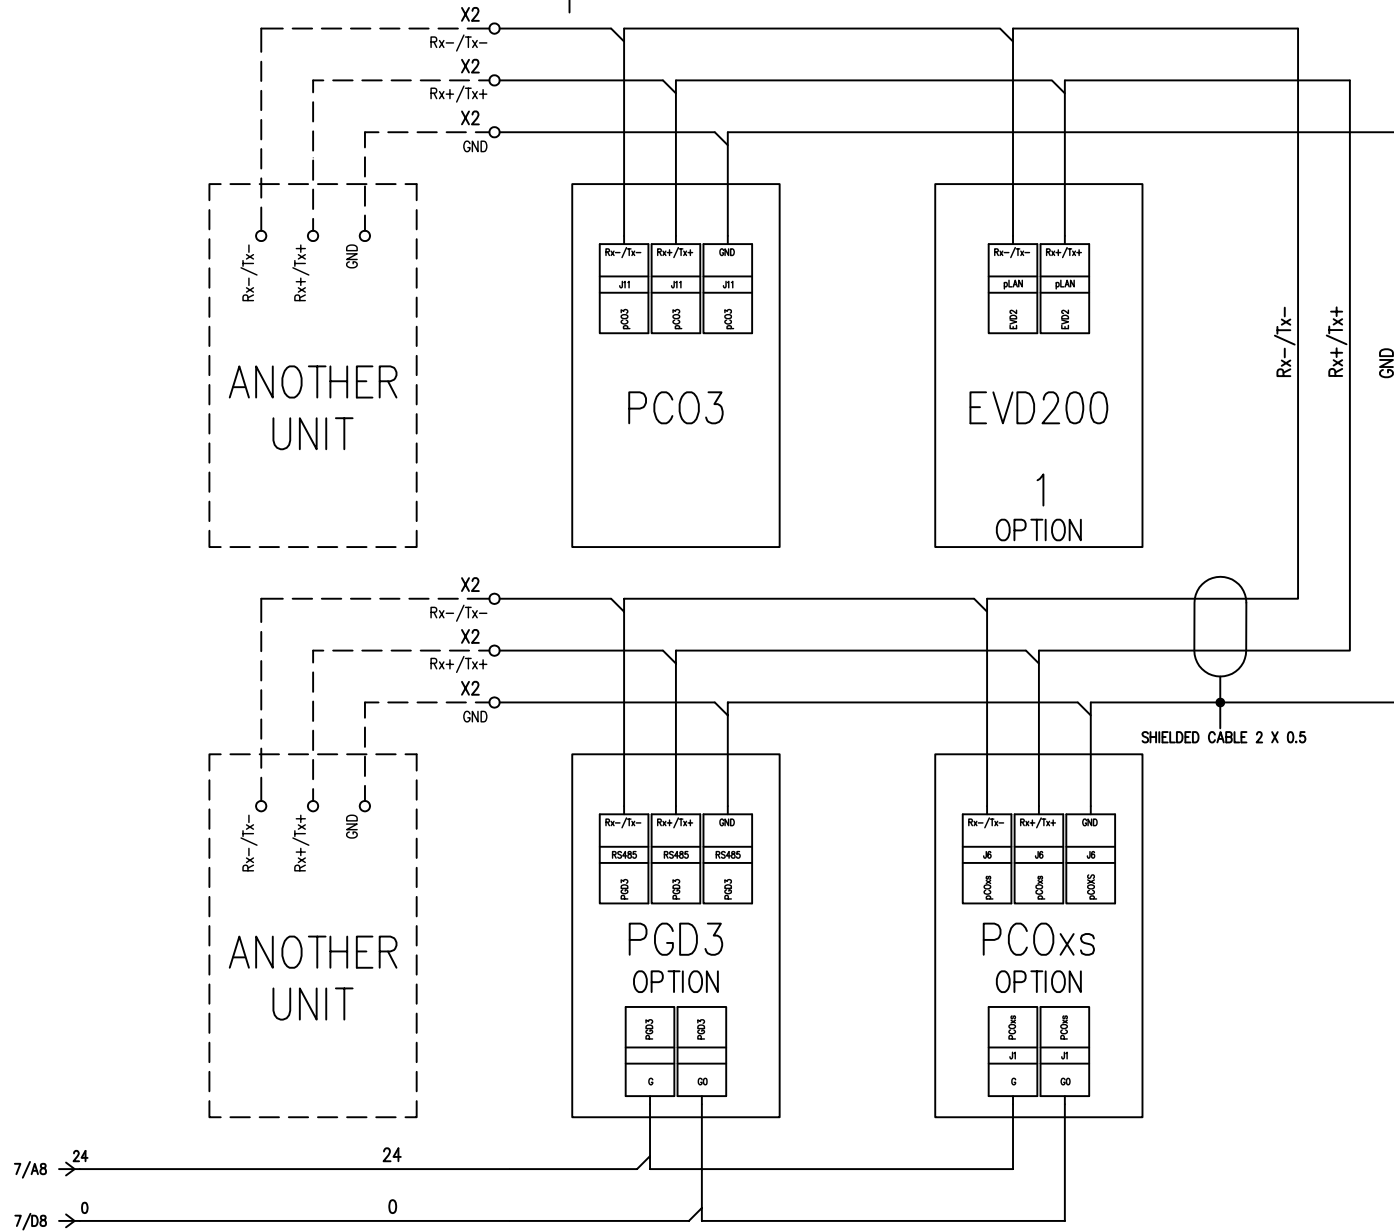 X2
Rx-/Tx-
X2
Rx+/Tx+
X2
GND
Rx-/Tx-
Rx+/Tx+
GND
ANOTHER
UNIT
Rx-/Tx- Rx+/Tx+ GND
J11 J11 J11
pCO3 pCO3 pCO3
PCO3
Rx-/Tx- Rx+/Tx+
pLAN pLAN
EVD2 EVD2
EVD200
1
OPTION
Rx-/Tx-
Rx+/Tx+
GND
X2
Rx-/Tx-
X2
Rx+/Tx+
X2
GND
SHIELDED CABLE 2 X 0.5
Rx-/Tx-
Rx+/Tx+
GND
ANOTHER
UNIT
Rx-/Tx- Rx+/Tx+ GND
RS485 RS485 RS485
PGD3 PGD3 PGD3
PGD3
OPTION
PGD3 PGD3
G G0
Rx-/Tx- Rx+/Tx+ GND
J6 J6 J6
pCOxs pCOxs pCOXS
PCOxs
OPTION
PCOxs PCOxs
J1 J1
G G0
7/A8 24 24
7/D8 0 0